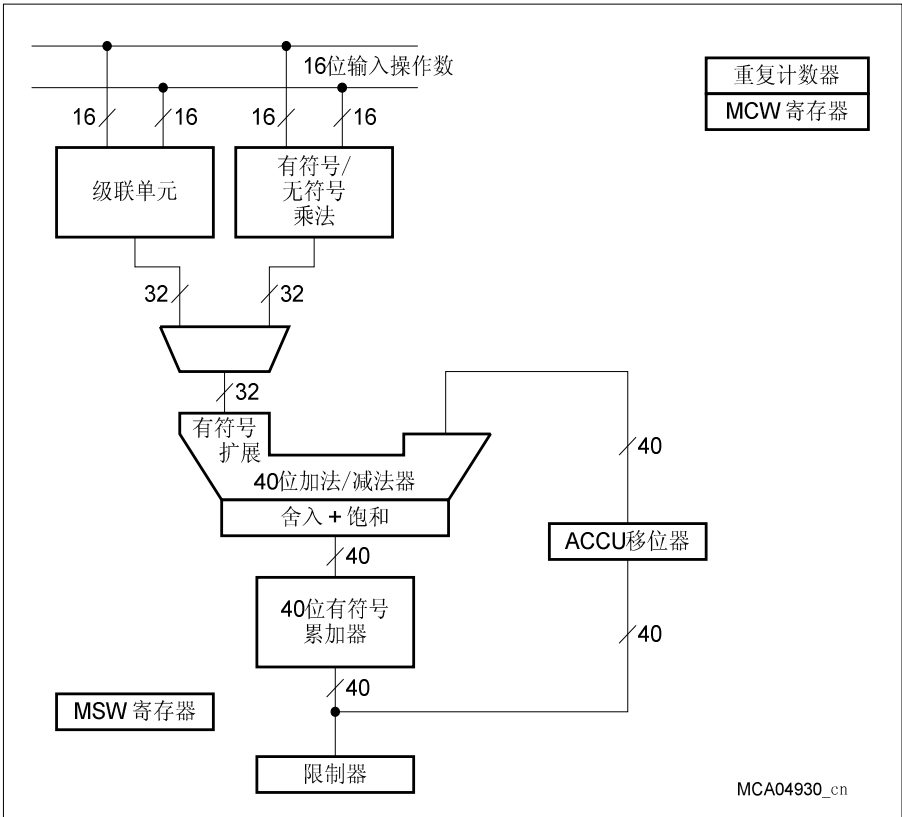 16位输入操作数
重复计数器
MCW 寄存器
16
16
16
16
级联单元
有符号/
无符号
乘法
32
32
32
有符号
扩展
40位加法/减法器
舍入 + 饱和
40
40
ACCU移位器
40位有符号
累加器
40
40
MSW 寄存器
限制器
MCA04930_cn